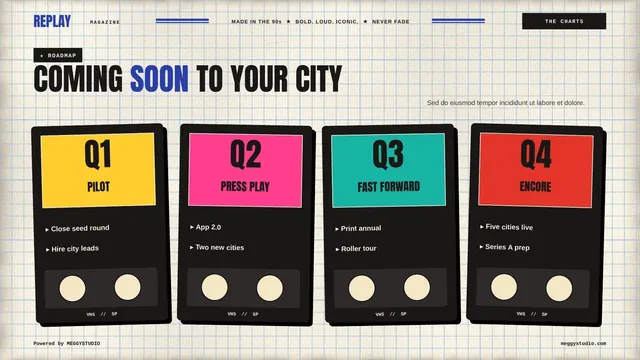 REPLAY MAGAZINE
MADE IN THE 90s ★ BOLD. LOUD. ICONIC. ★ NEVER FADE
THE CHARTS
✦ ROADMAP
COMING SOON TO YOUR CITY
Sed do eiusmod tempor incididunt ut labore et dolore.
Q1
PILOT
▸ Close seed round
▸ Hire city leads
VHS // SP
Q2
PRESS PLAY
▸ App 2.0
▸ Two new cities
VHS // SP
Q3
FAST FORWARD
▸ Print annual
▸ Roller tour
VHS // SP
Q4
ENCORE
▸ Five cities live
▸ Series A prep
VHS // SP
Powered by MEGGYSTUDIO
meggystudio.com